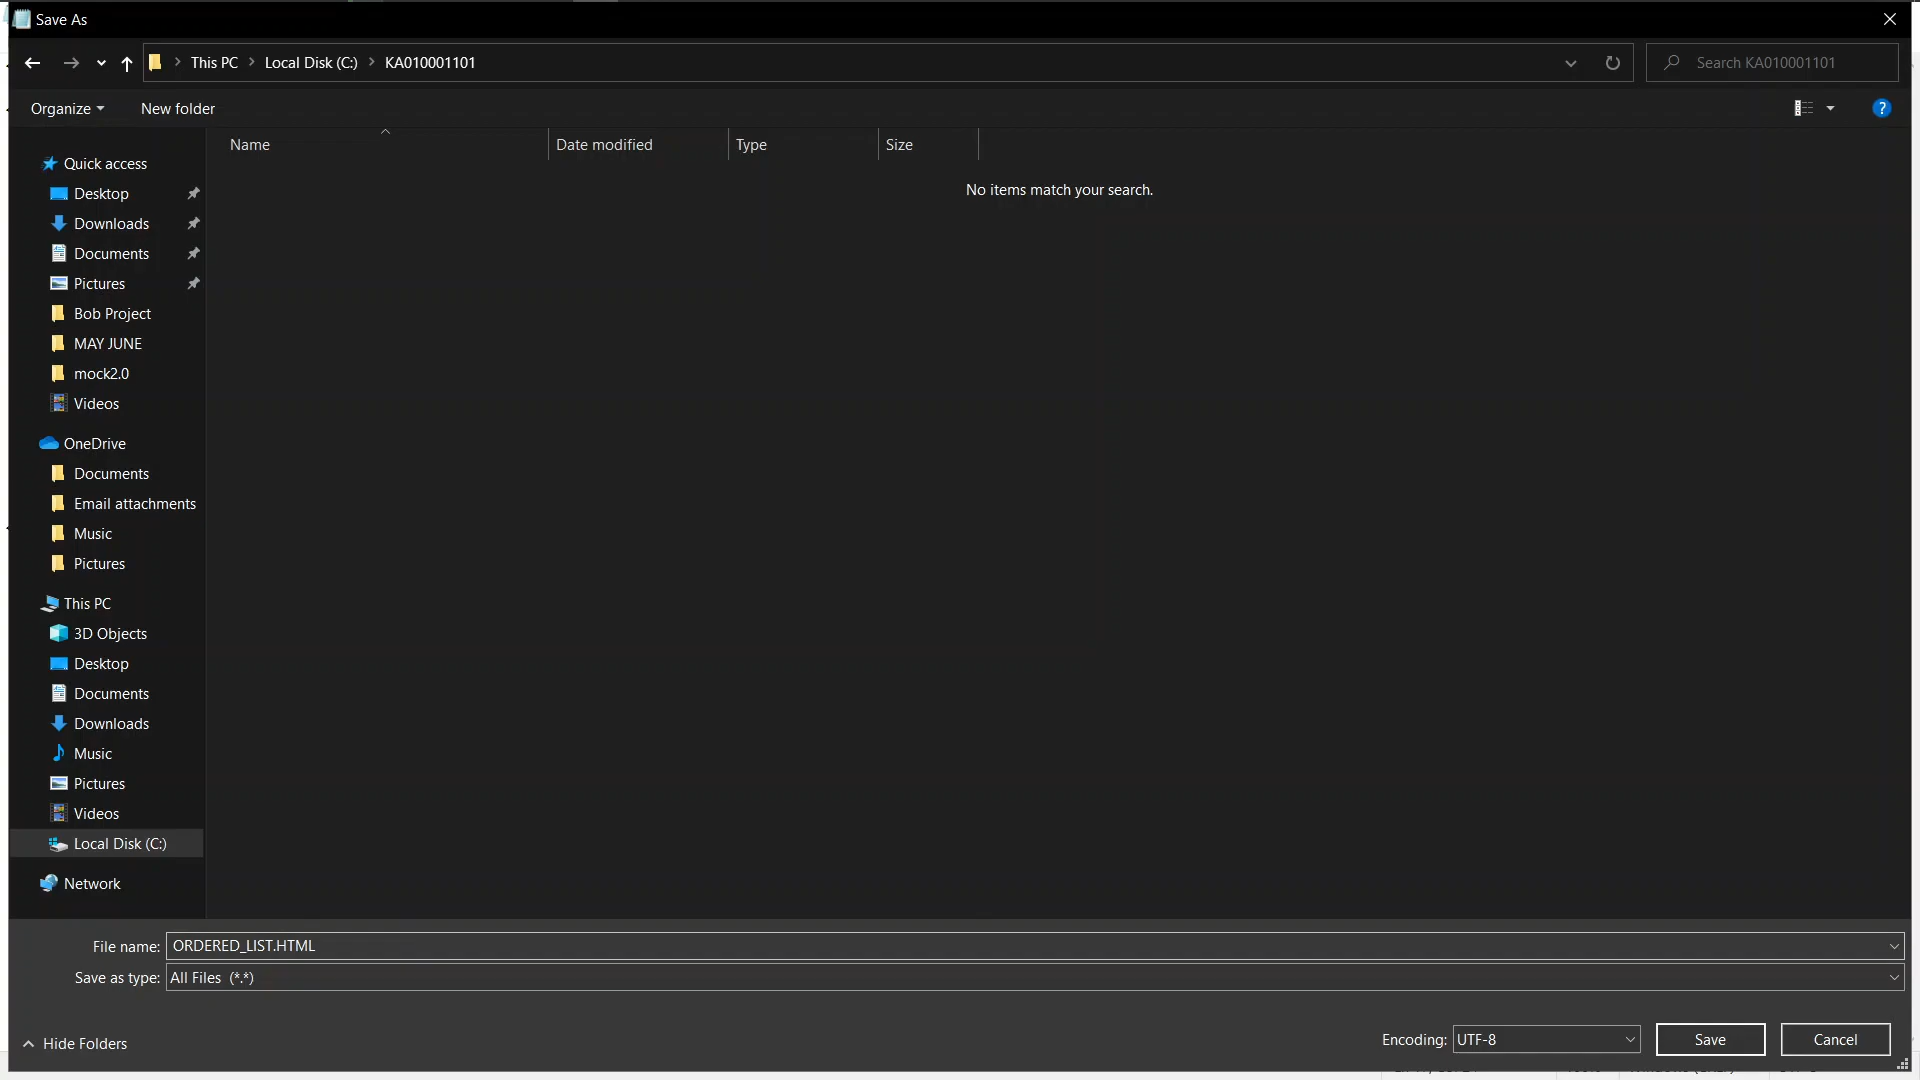 Save As
This PC
Local Disk (C:)
KA010001101
Search KA010001101
Organize
New folder
?
Name
Date modified
Type
Size
No items match your search.
Quick access
Desktop
Downloads
Documents
Pictures
Bob Project
MAY JUNE
mock2.0
Videos
OneDrive
Documents
Email attachments
Music
Pictures
This PC
3D Objects
Desktop
Documents
Downloads
Music
Pictures
Videos
Local Disk (C:)
Network
File name: ORDERED_LIST.HTML
Save as type: All Files (*.*)
Hide Folders
Encoding: UTF-8
Save
Cancel